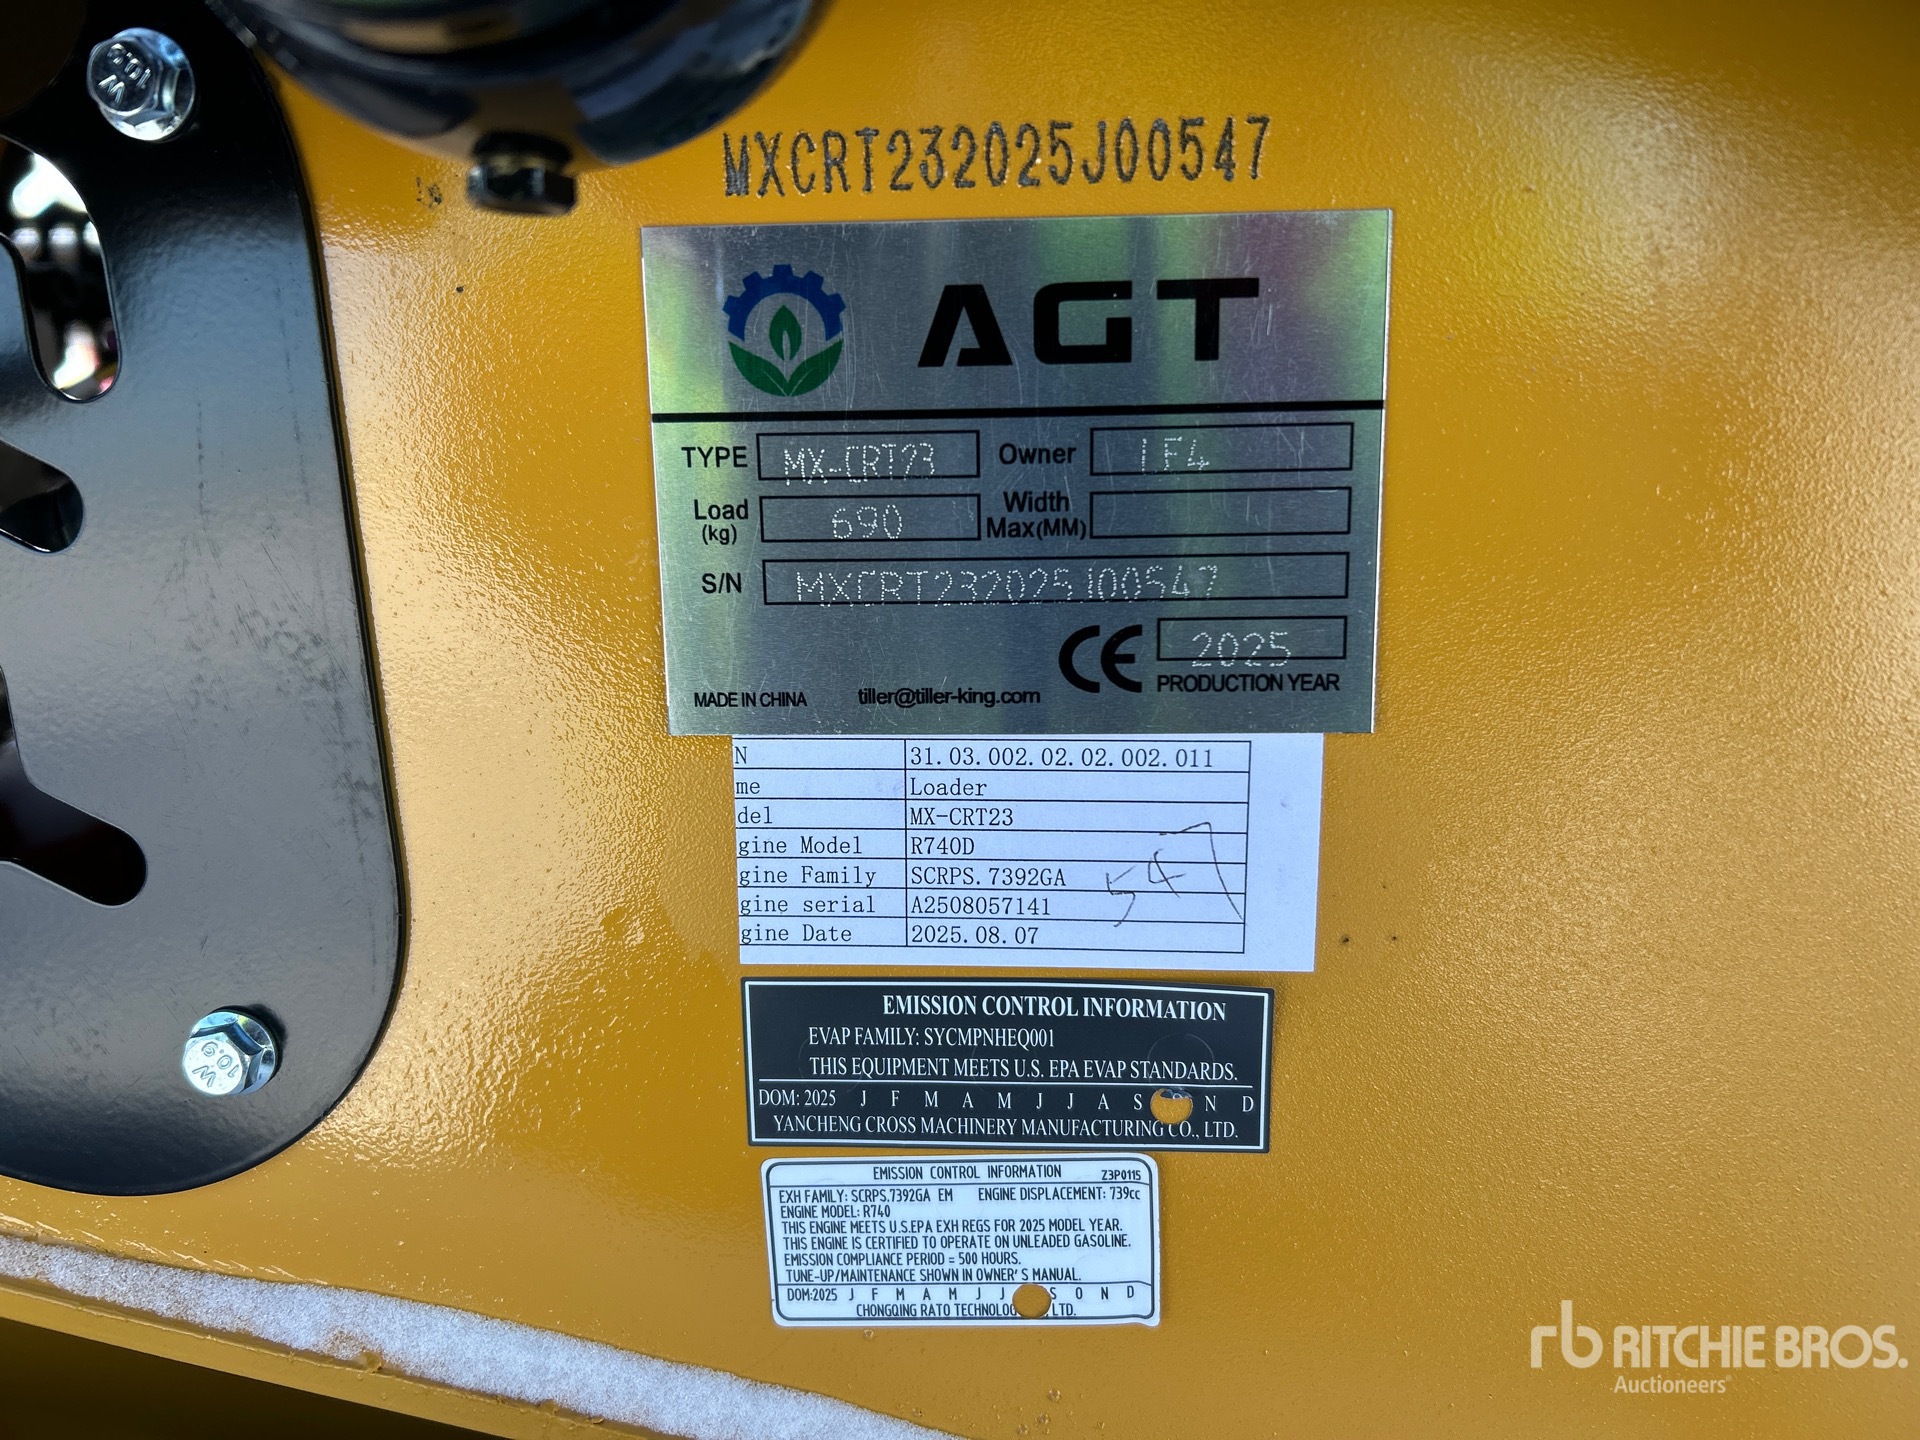 10.9
W
MXCRT232025J00547
AGT
TYPE MX-CRT23 Owner LF4
Load (kg) 690 Width Max(MM)
S/N MXCRT232025J00547
CE 2025
PRODUCTION YEAR
MADE IN CHINA tiller@tiller-king.com
N 31.03.002.02.02.002.011
me Loader
del MX-CRT23
gine Model R740D
gine Family SCRPS.7392GA
gine serial A2508057141
gine Date 2025.08.07
547
10.9
W
EMISSION CONTROL INFORMATION
EVAP FAMILY: SYCMPNHEQ001
THIS EQUIPMENT MEETS U.S. EPA EVAP STANDARDS.
DOM: 2025 J F M A M J J A S N D
YANCHENG CROSS MACHINERY MANUFACTURING CO., LTD.
EMISSION CONTROL INFORMATION Z3P0115
EXH FAMILY: SCRPS.7392GA EM ENGINE DISPLACEMENT: 739cc
ENGINE MODEL: R740
THIS ENGINE MEETS U.S.EPA EXH REGS FOR 2025 MODEL YEAR.
THIS ENGINE IS CERTIFIED TO OPERATE ON UNLEADED GASOLINE.
EMISSION COMPLIANCE PERIOD = 500 HOURS.
TUNE-UP/MAINTENANCE SHOWN IN OWNER'S MANUAL.
DOM:2025 J F M A M J J S O N D
CHONGQING RATO TECHNOLO LTD.
rb RITCHIE BROS.
Auctioneers